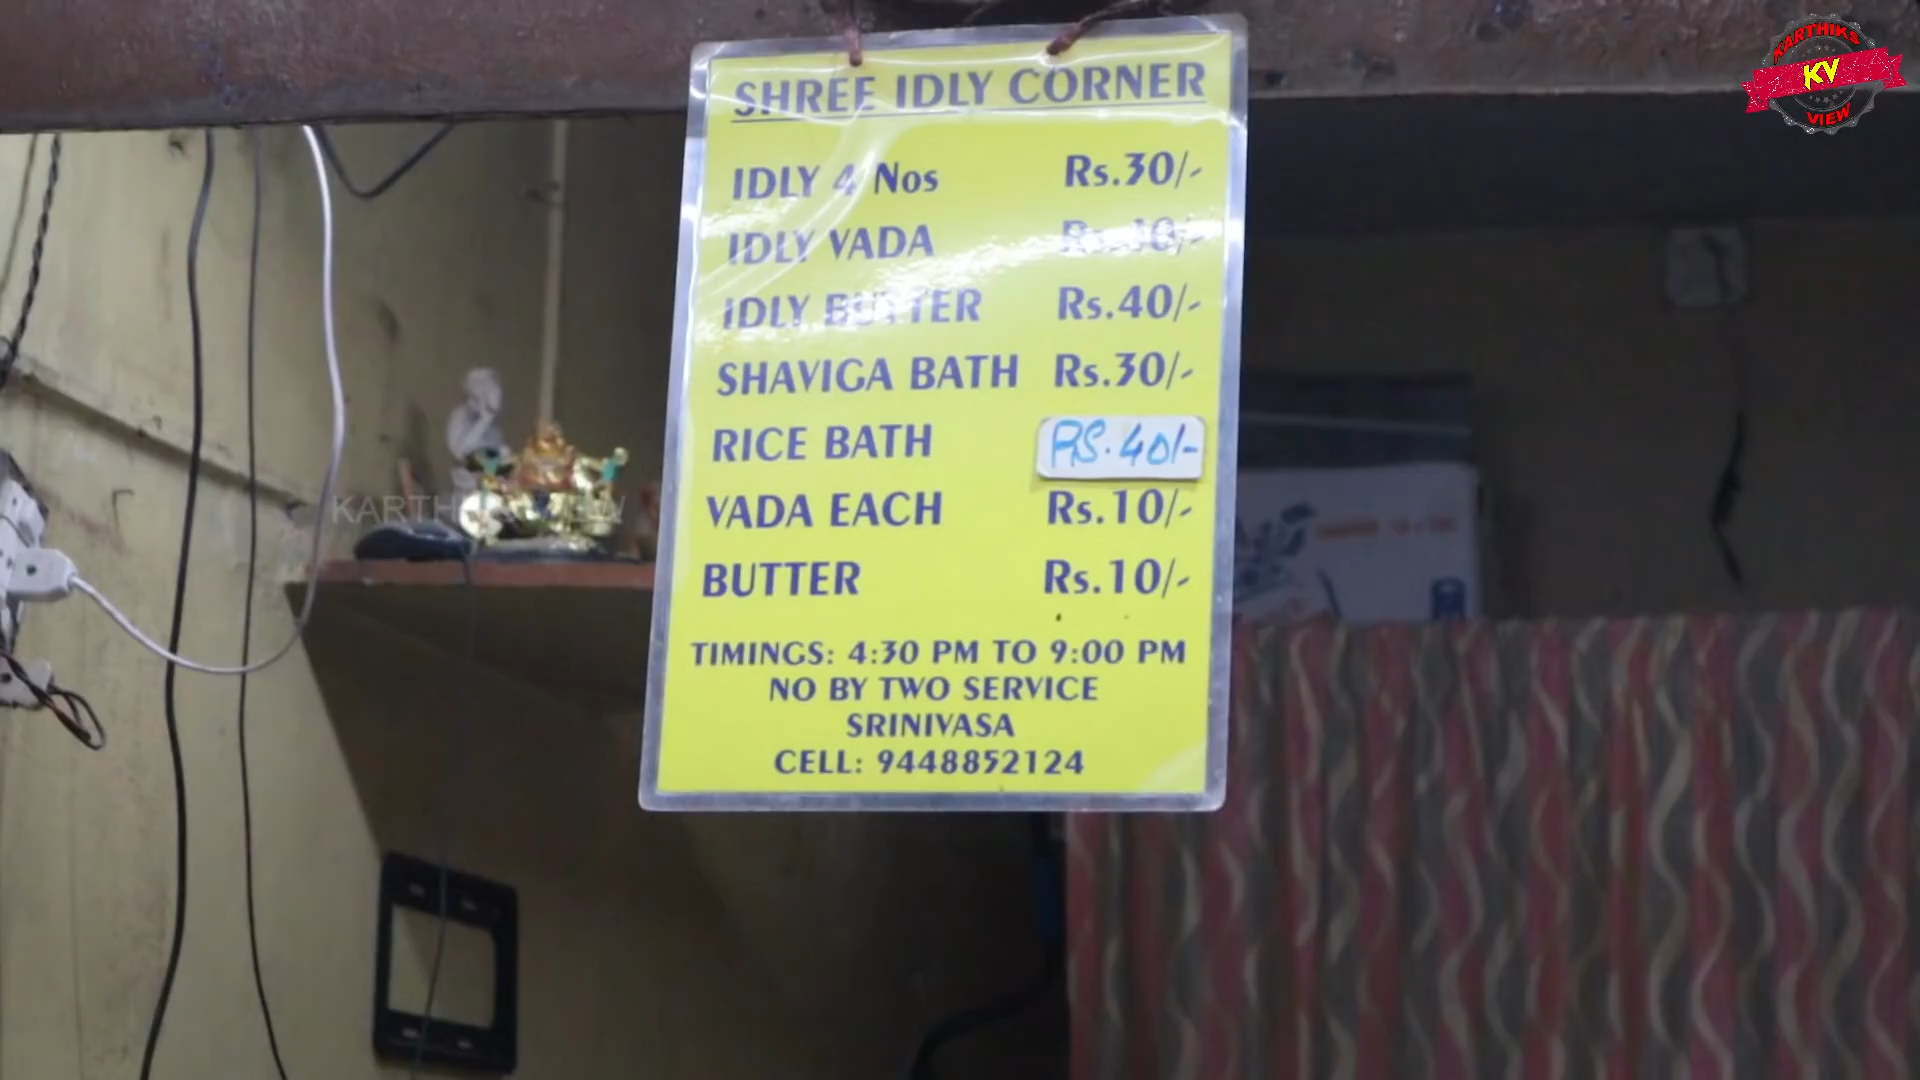 SHREE IDLY CORNER
IDLY 4 Nos Rs.30/-
IDLY VADA Rs.40/-
IDLY BUTTER Rs.40/-
SHAVIGA BATH Rs.30/-
RICE BATH RS.40/-
VADA EACH Rs.10/-
BUTTER Rs.10/-
TIMINGS: 4:30 PM TO 9:00 PM
NO BY TWO SERVICE
SRINIVASA
CELL: 9448852124
KARTHIKS
KV
VIEW